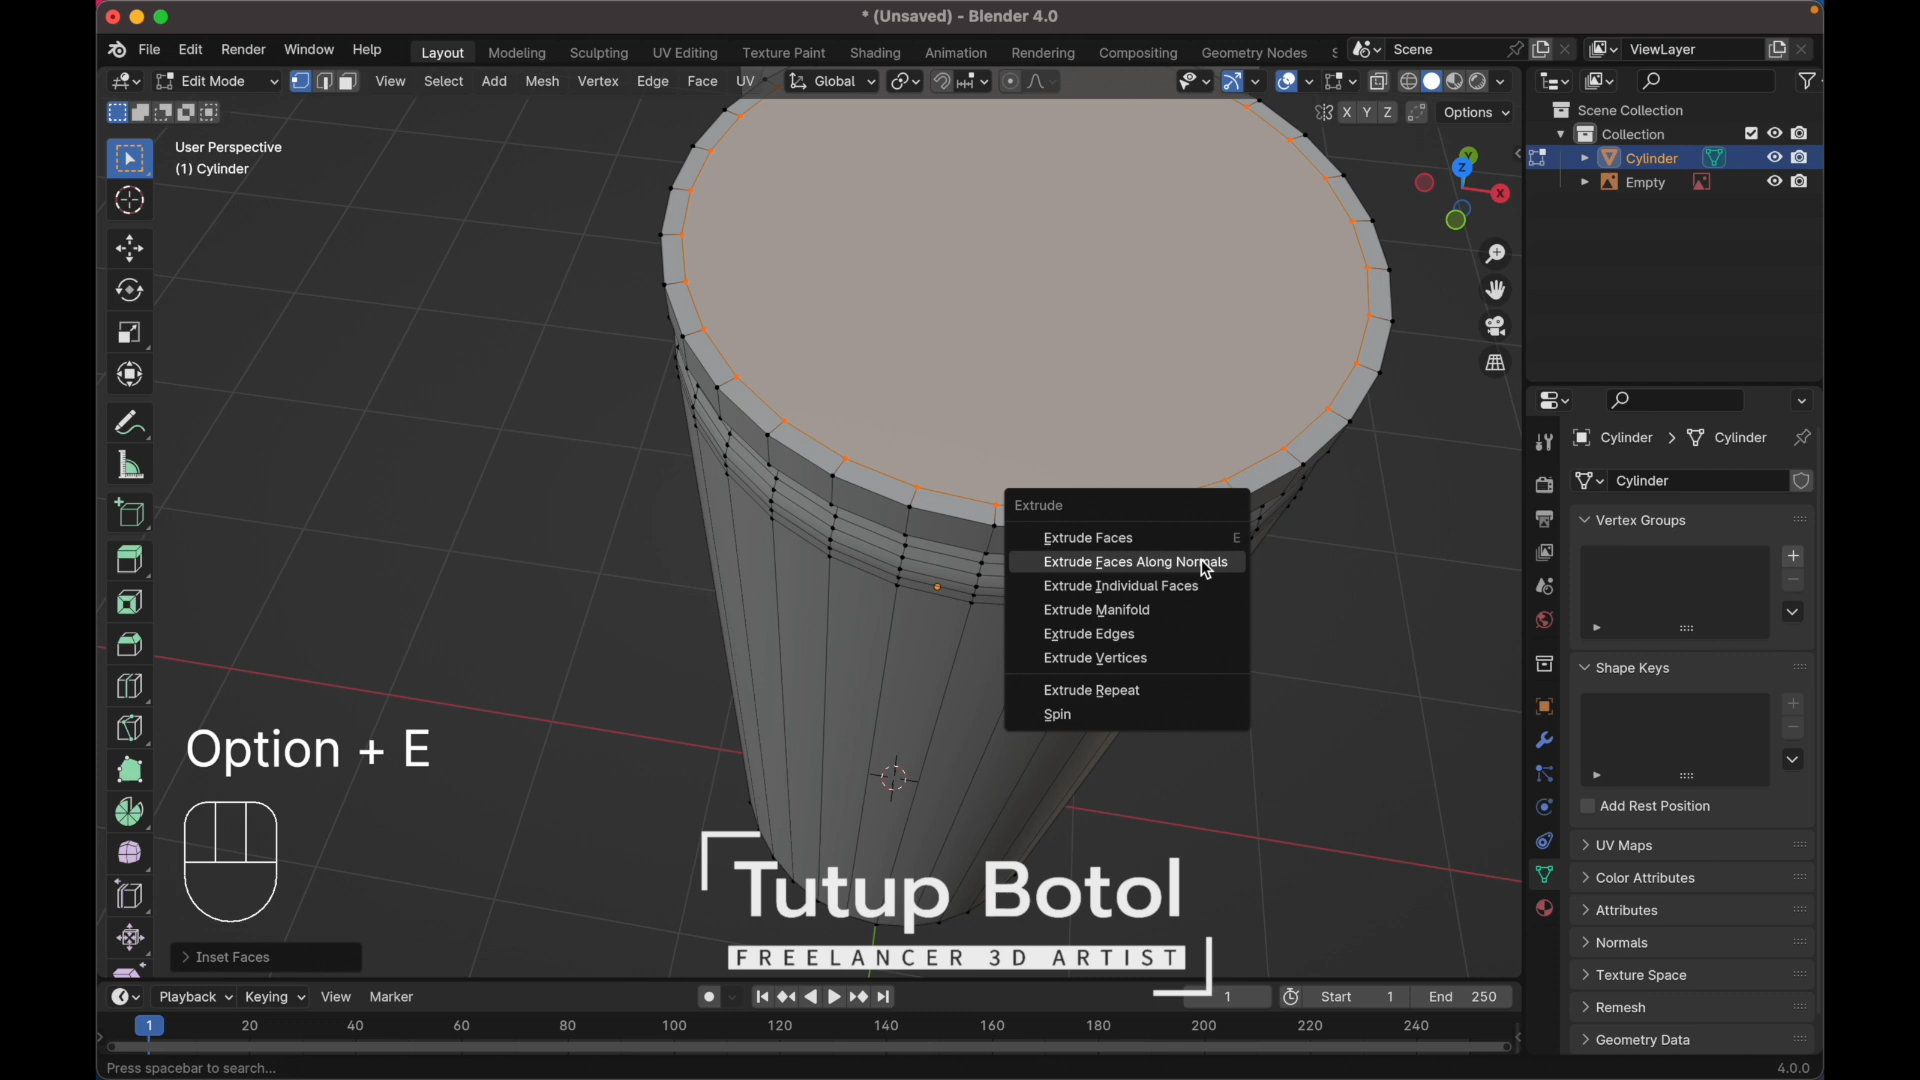 * (Unsaved) - Blender 4.0
File Edit Render Window Help Layout Modeling Sculpting UV Editing Texture Paint Shading Animation Rendering Compositing Geometry Nodes Scene ViewLayer
Edit Mode View Select Add Mesh Vertex Edge Face UV Global
X Y Z Options
User Perspective
(1) Cylinder
Y
Z
X
Scene Collection
Collection
Cylinder
Empty
Cylinder Cylinder
Cylinder
Vertex Groups
Shape Keys
Add Rest Position
UV Maps
Color Attributes
Attributes
Normals
Texture Space
Remesh
Geometry Data
Extrude
Extrude Faces E
Extrude Faces Along Normals
Extrude Individual Faces
Extrude Manifold
Extrude Edges
Extrude Vertices
Extrude Repeat
Spin
Option + E
Tutup Botol
FREELANCER 3D ARTIST
Inset Faces
Playback Keying View Marker 1 Start 1 End 250
1 20 40 60 80 100 120 140 160 180 200 220 240
Press spacebar to search... 4.0.0